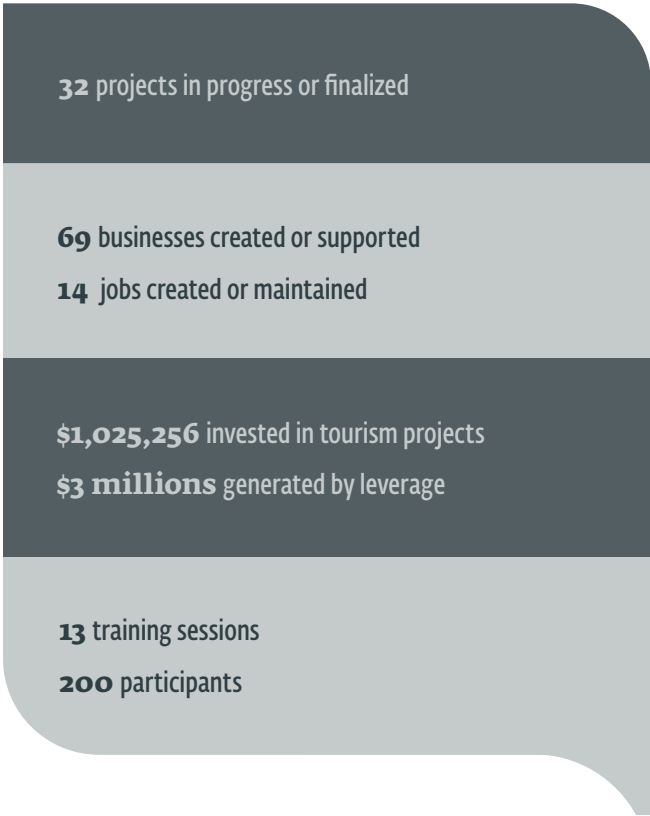 32 projects in progress or finalized
69 businesses created or supported
14 jobs created or maintained
$1,025,256 invested in tourism projects
$3 millions generated by leverage
13 training sessions
200 participants